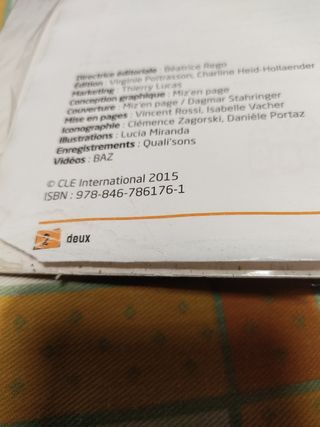 Directrice éditoriale : Béatrice Rego
Édition : Virginie Poitrasson, Charline Heid-Hollaender
Marketing : Thierry Lucas
Conception graphique : Miz'en page
Couverture : Miz'en page / Dagmar Stahringer
Mise en pages : Vincent Rossi, Isabelle Vacher
Iconographie : Clémence Zagorski, Danièle Portaz
Illustrations : Lucia Miranda
Enregistrements : Quali'sons
Vidéos : BAZ
© CLE International 2015
ISBN : 978-846-786176-1
2 deux